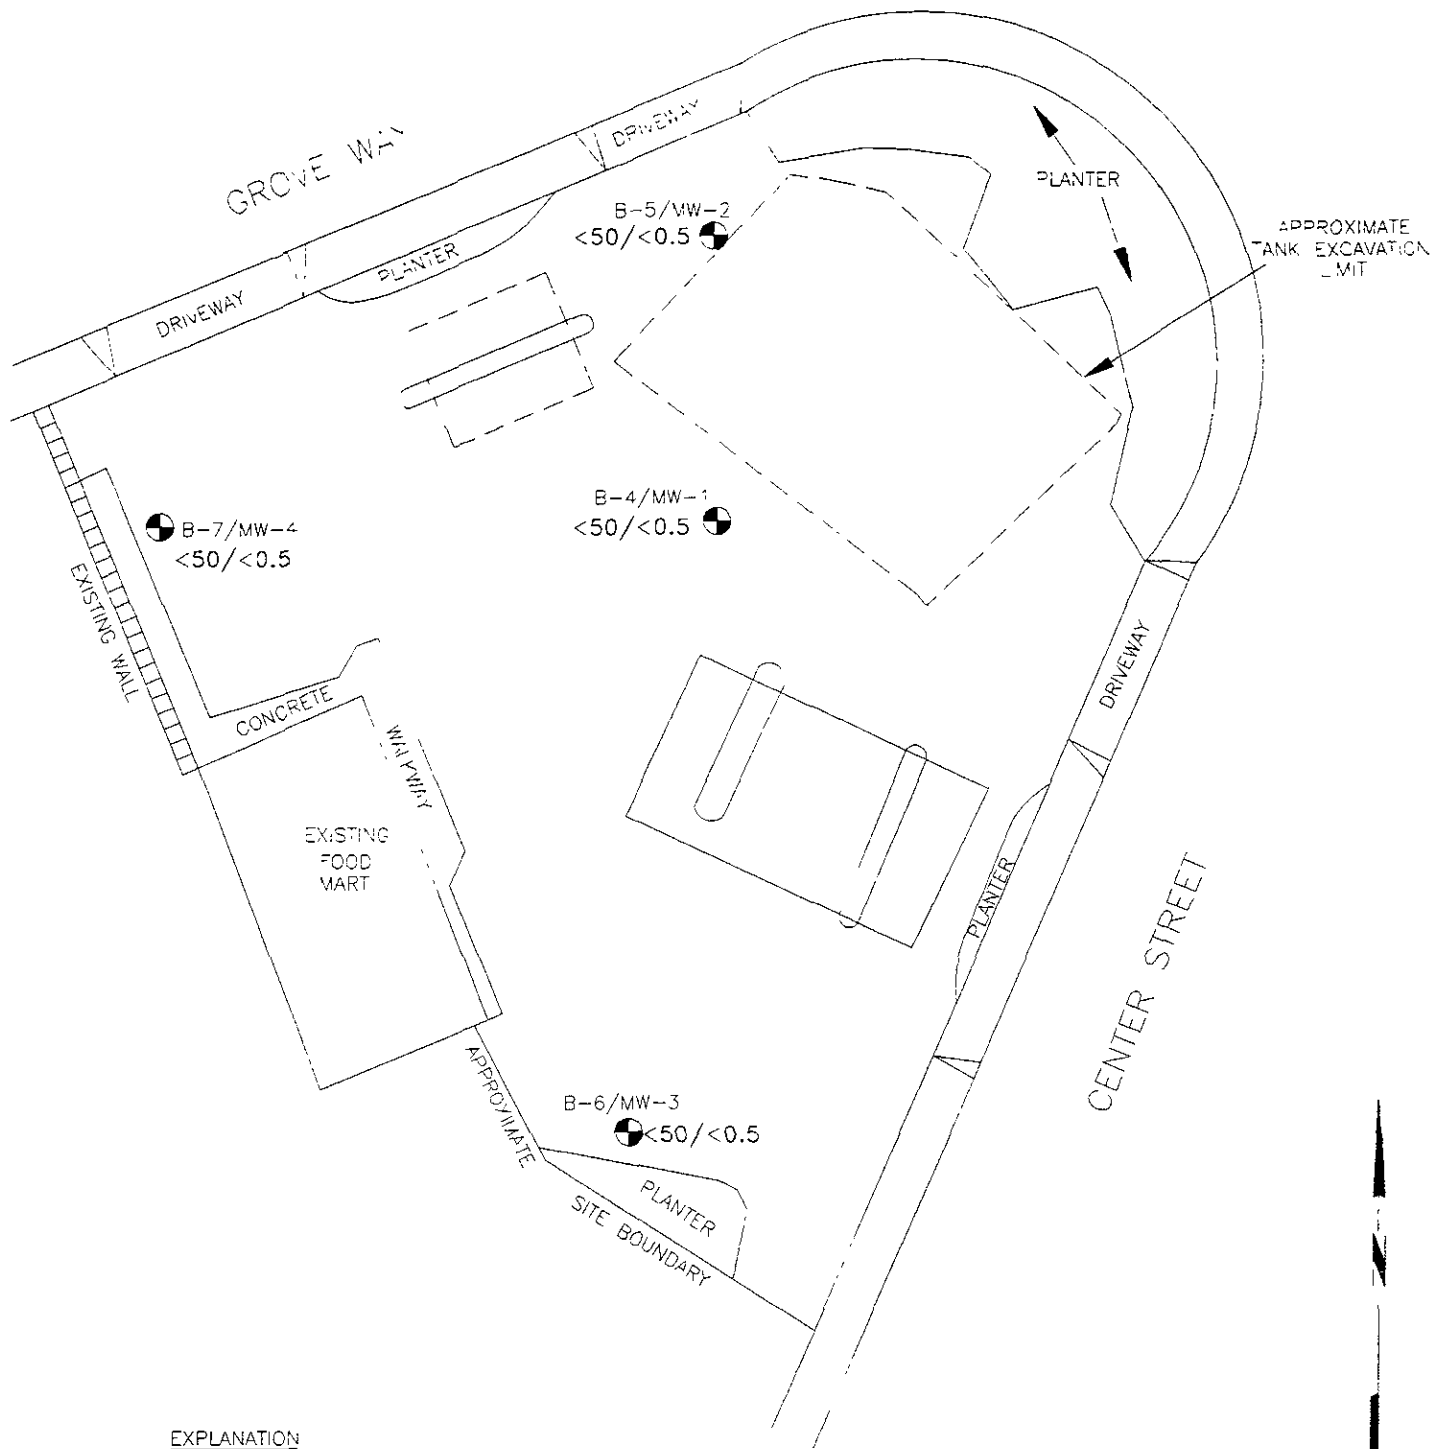 GROVE WAY
DRIVEWAY
PLANTER
APPROXIMATE
TANK EXCAVATION
LIMIT
B-5/MW-2
<50/<0.5
PLANTER
DRIVEWAY
B-4/MW-1
<50/<0.5
B-7/MW-4
<50/<0.5
EXISTING WALL
DRIVEWAY
CONCRETE
WALKWAY
EXISTING
FOOD
MART
PLANTER
CENTER STREET
B-6/MW-3
<50/<0.5
APPROXIMATE
SITE BOUNDARY
PLANTER
N
EXPLANATION